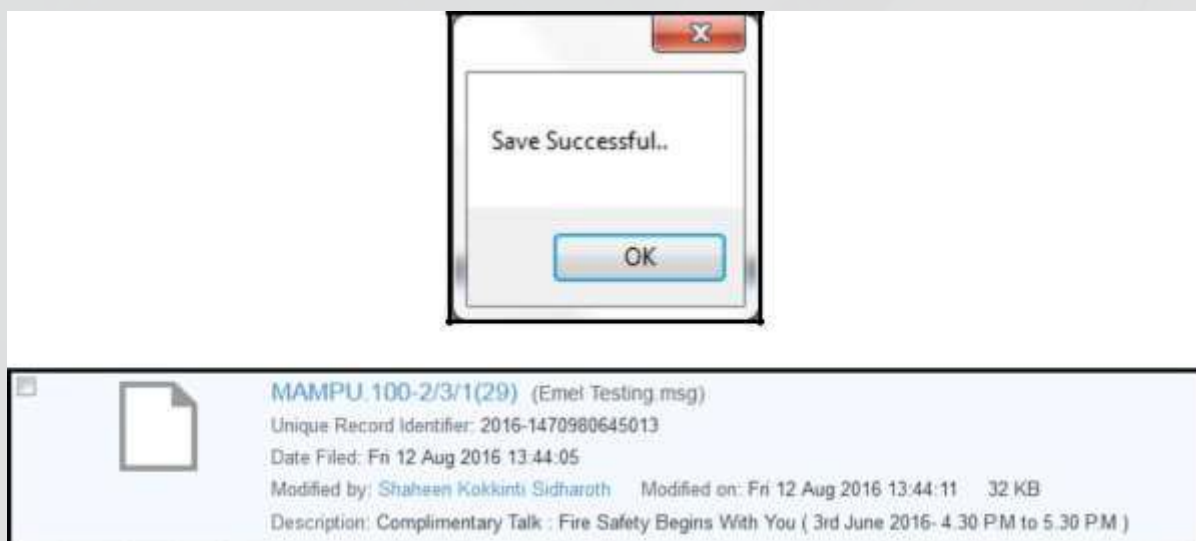 Save Successful..
OK
MAMPU.100-2/3/1(29) (Emel Testing.msg)
Unique Record Identifier: 2016-1470980645013
Date Filed: Fri 12 Aug 2016 13:44:05
Modified by: Shaheen Kokkinti Sidharoth Modified on: Fri 12 Aug 2016 13:44:11 32 KB
Description: Complimentary Talk : Fire Safety Begins With You ( 3rd June 2016- 4.30 P.M to 5.30 P.M )